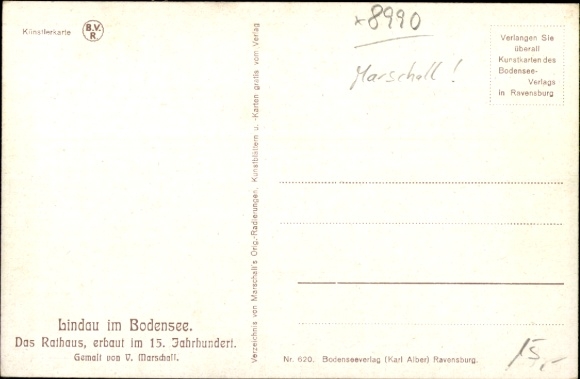 Künstlerkarte
B.V.
R.
*8990
Marschall!
Verlangen Sie
überall
Kunstkarten des
Bodensee-
Verlags
in Ravensburg
Verzeichnis von Marschall's Orig.-Radierungen, Kunstblättern u. -Karten gratis vom Verlag
Lindau im Bodensee.
Das Rathaus, erbaut im 15. Jahrhundert.
Gemalt von V. Marschall.
Nr. 620. Bodenseeverlag (Karl Alber) Ravensburg.
15,-